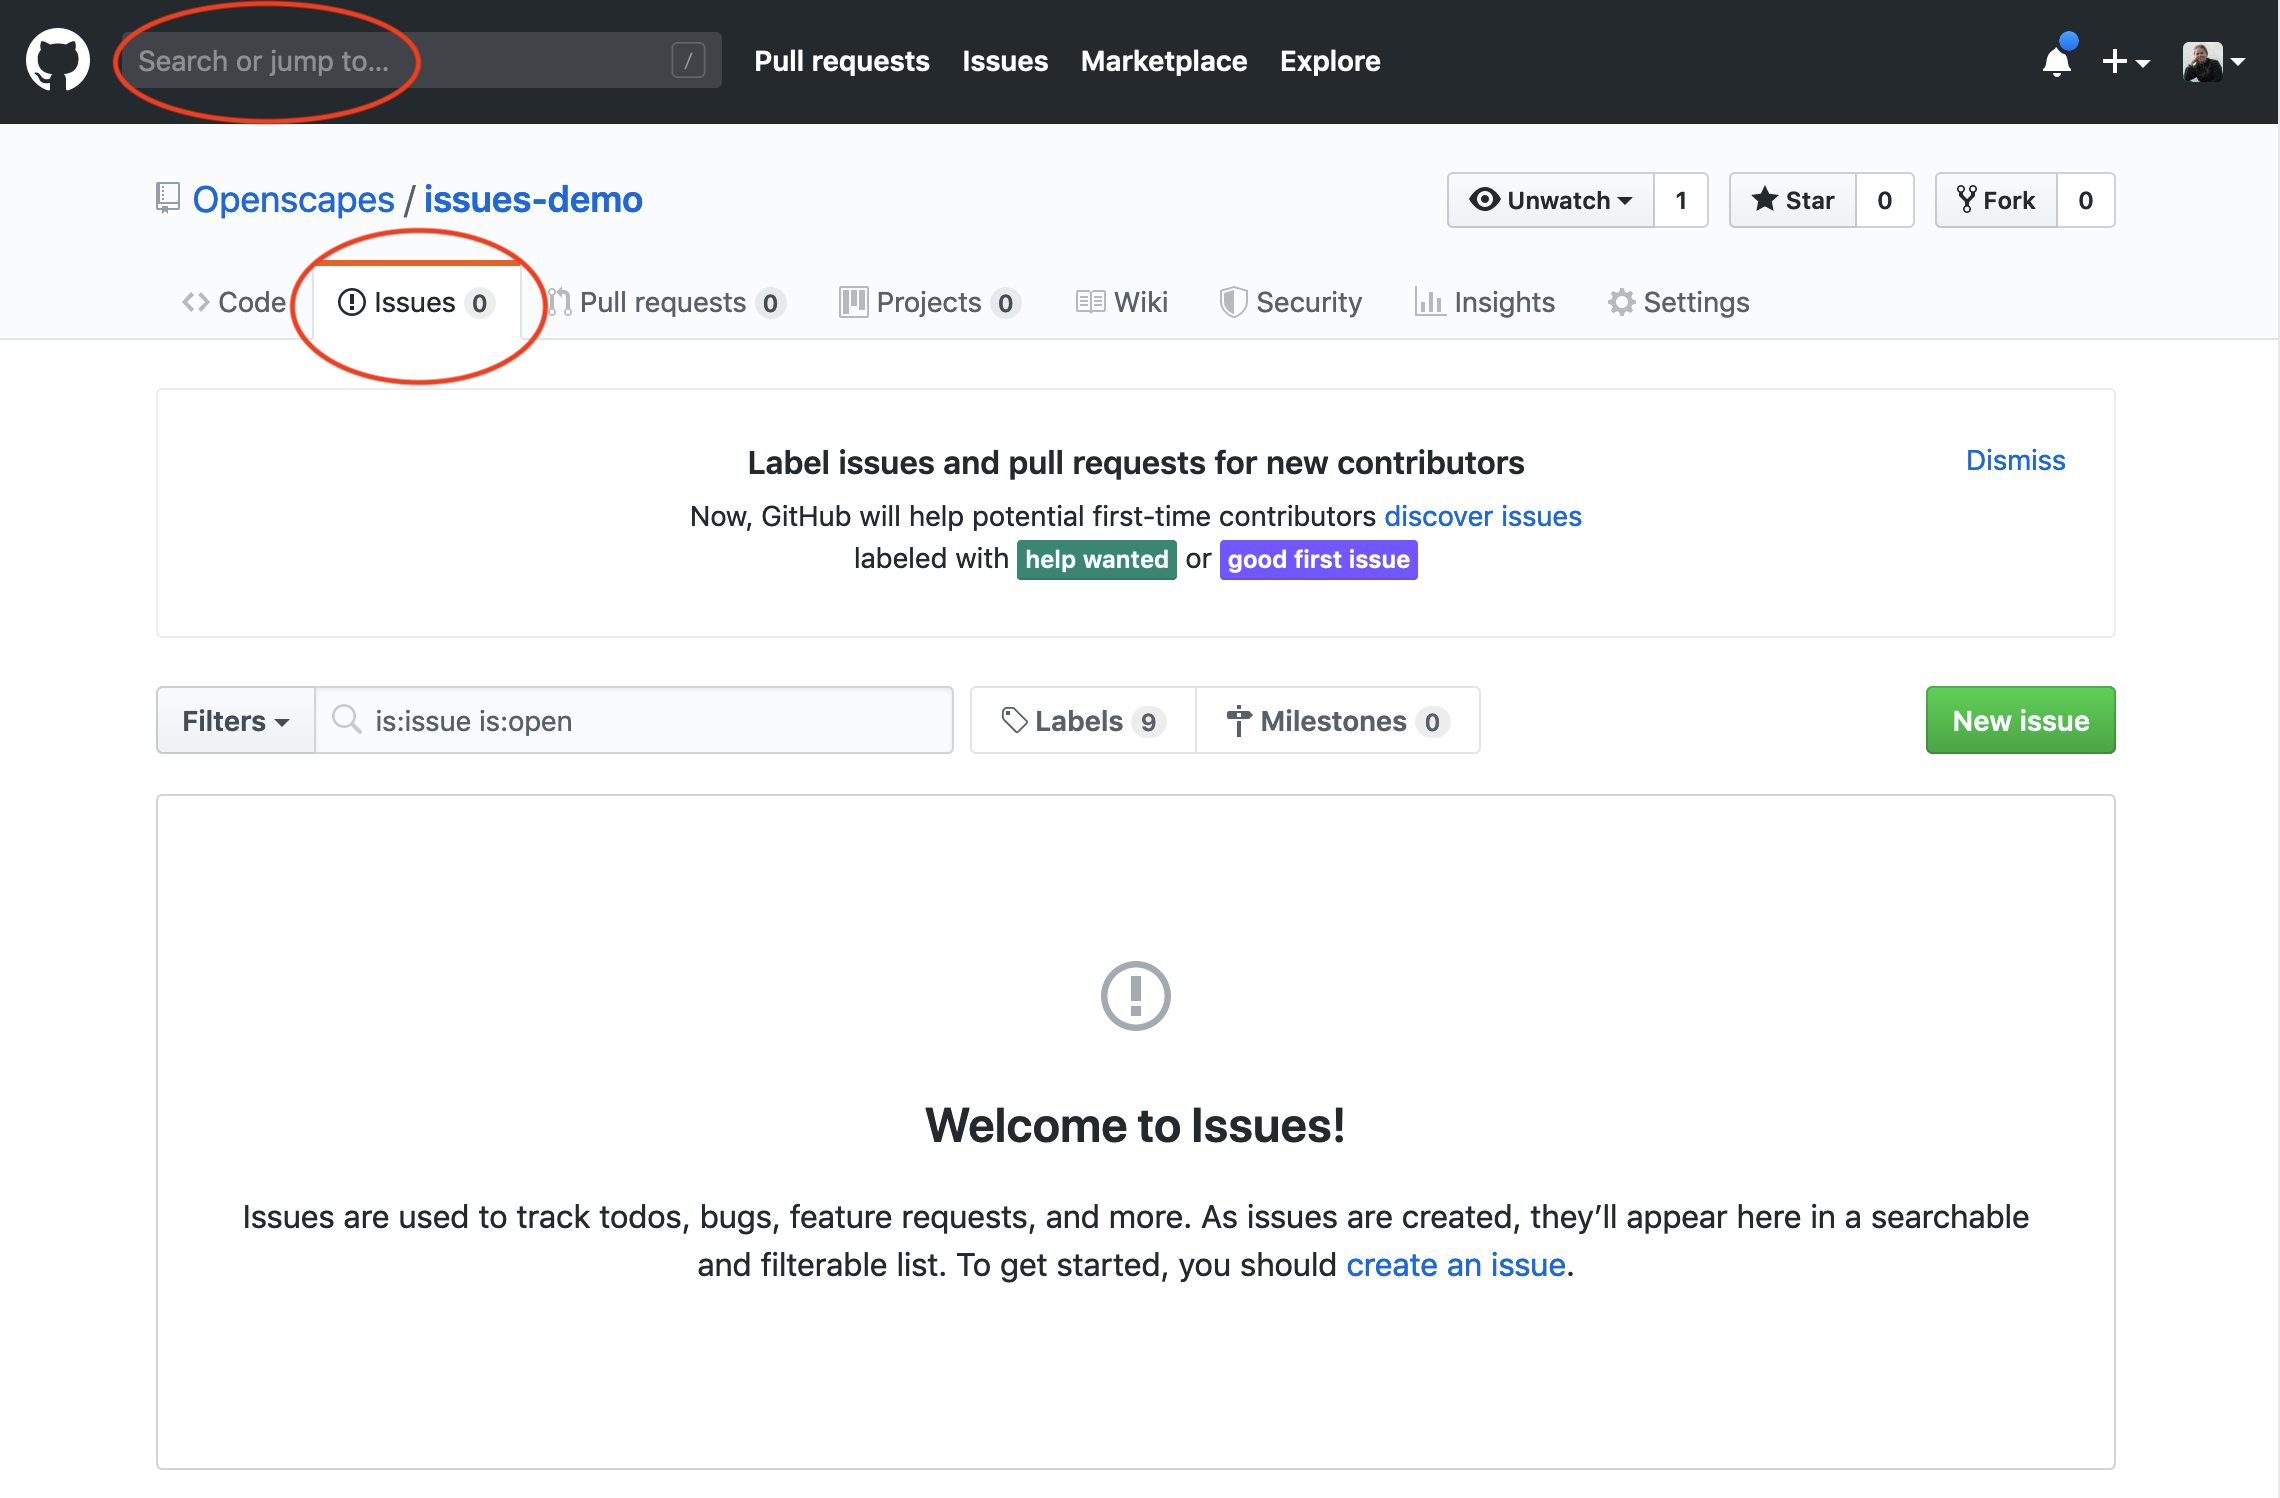 Search or jump to... / Pull requests Issues Marketplace Explore
Openscapes / issues-demo Unwatch 1 Star 0 Fork 0
Code Issues 0 Pull requests 0 Projects 0 Wiki Security Insights Settings
Label issues and pull requests for new contributors Dismiss
Now, GitHub will help potential first-time contributors discover issues
labeled with help wanted or good first issue
Filters is:issue is:open Labels 9 Milestones 0 New issue
Welcome to Issues!
Issues are used to track todos, bugs, feature requests, and more. As issues are created, they’ll appear here in a searchable
and filterable list. To get started, you should create an issue.